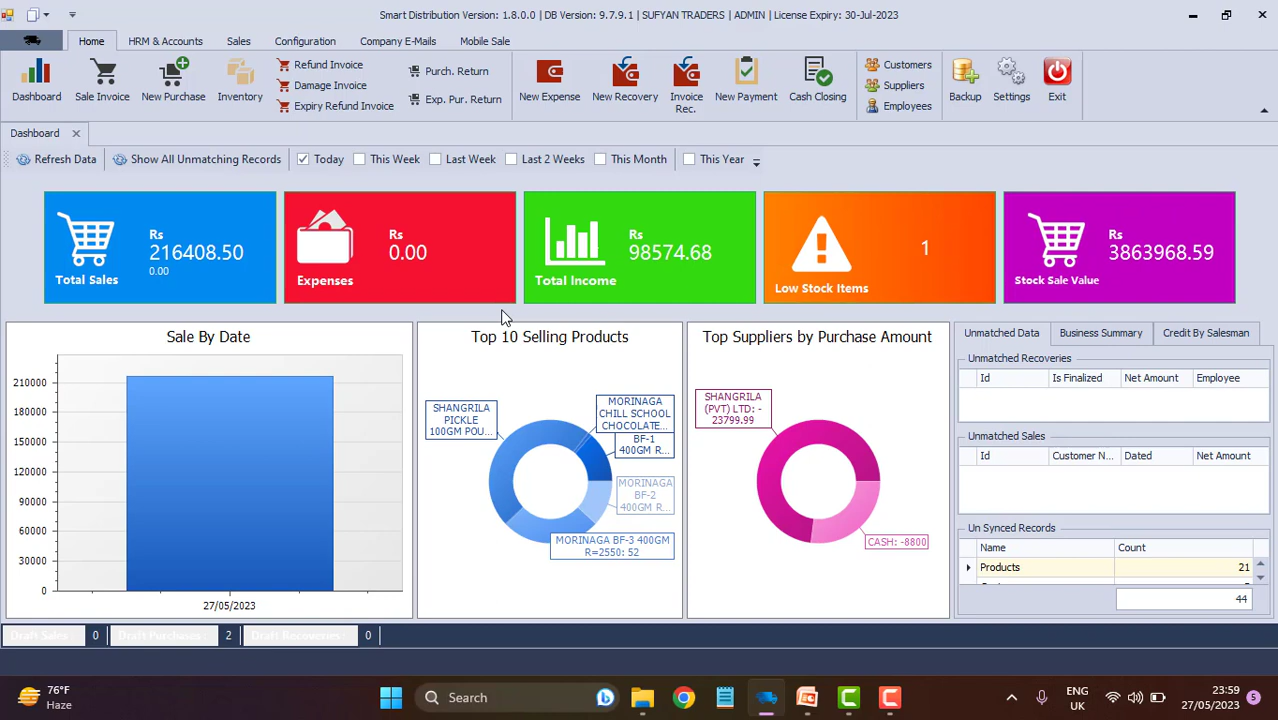 Smart Distribution Version: 1.8.0.0 | DB Version: 9.7.9.1 | SUFYAN TRADERS | ADMIN | License Expiry: 30-Jul-2023
Home
HRM & Accounts
Sales
Configuration
Company E-Mails
Mobile Sale
Dashboard
Sale Invoice
New Purchase
Inventory
Refund Invoice
Damage Invoice
Expiry Refund Invoice
Purch. Return
Exp. Pur. Return
New Expense
New Recovery
Invoice
Rec.
New Payment
Cash Closing
Customers
Suppliers
Employees
Backup
Settings
Exit
Dashboard
Refresh Data
Show All Unmatching Records
Today
This Week
Last Week
Last 2 Weeks
This Month
This Year
Rs
216408.50
0.00
Total Sales
Rs
0.00
Expenses
Rs
98574.68
Total Income
1
Low Stock Items
Rs
3863968.59
Stock Sale Value
Sale By Date
210000
180000
150000
120000
90000
60000
30000
0
27/05/2023
Top 10 Selling Products
SHANGRILA
PICKLE
100GM POU...
MORINAGA
CHILL SCHOOL
CHOCOLATE...
BF-1
400GM R...
MORINAGA
BF-2
400GM R...
MORINAGA BF-3 400GM
R=2550: 52
Top Suppliers by Purchase Amount
SHANGRILA
(PVT) LTD: -
23799.99
CASH: -8800
Unmatched Data
Business Summary
Credit By Salesman
Unmatched Recoveries
Id
Is Finalized
Net Amount
Employee
Unmatched Sales
Id
Customer N...
Dated
Net Amount
Un Synced Records
Name
Count
Products
21
44
Draft Sales :
0
Draft Purchases :
2
Draft Recoveries :
0
76°F
Haze
Search
ENG
UK
23:59
27/05/2023
5